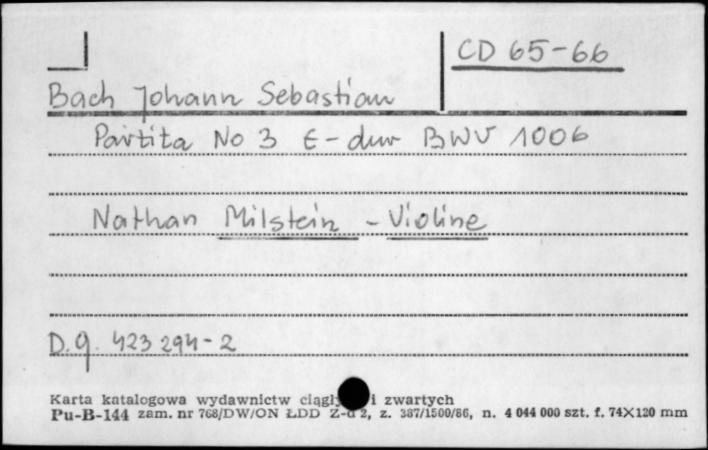 CD 65-66
Bach Johann Sebastian
Partita No 3 E-dur BWV 1006
Nathan Milstein - Violine
D.g. 423 294-2
Karta katalogowa wydawnictw i zwartych
Pu-B-144 zam. nr 768/DW/ON ŁDD 2, z. 387/1500/86, n. 4 044 000 szt. f. 74X120 mm